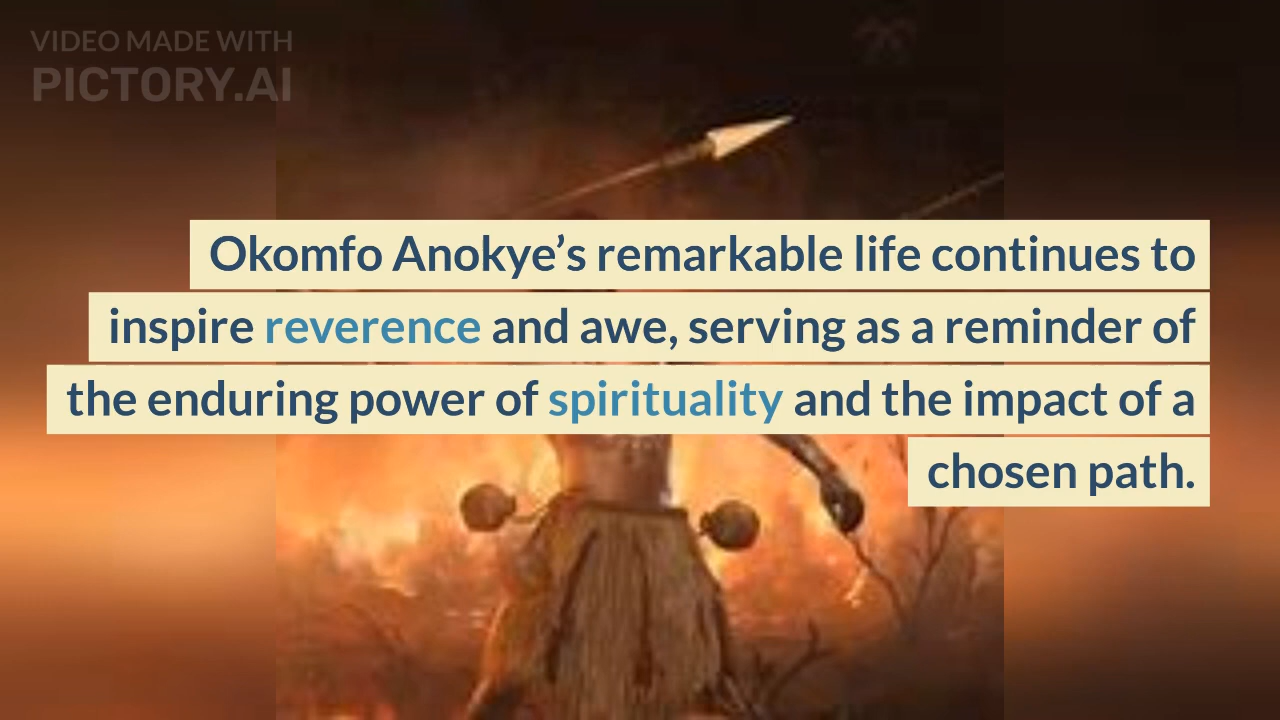 VIDEO MADE WITH
PICTORY.AI
Okomfo Anokye’s remarkable life continues to
inspire reverence and awe, serving as a reminder of
the enduring power of spirituality and the impact of a
chosen path.